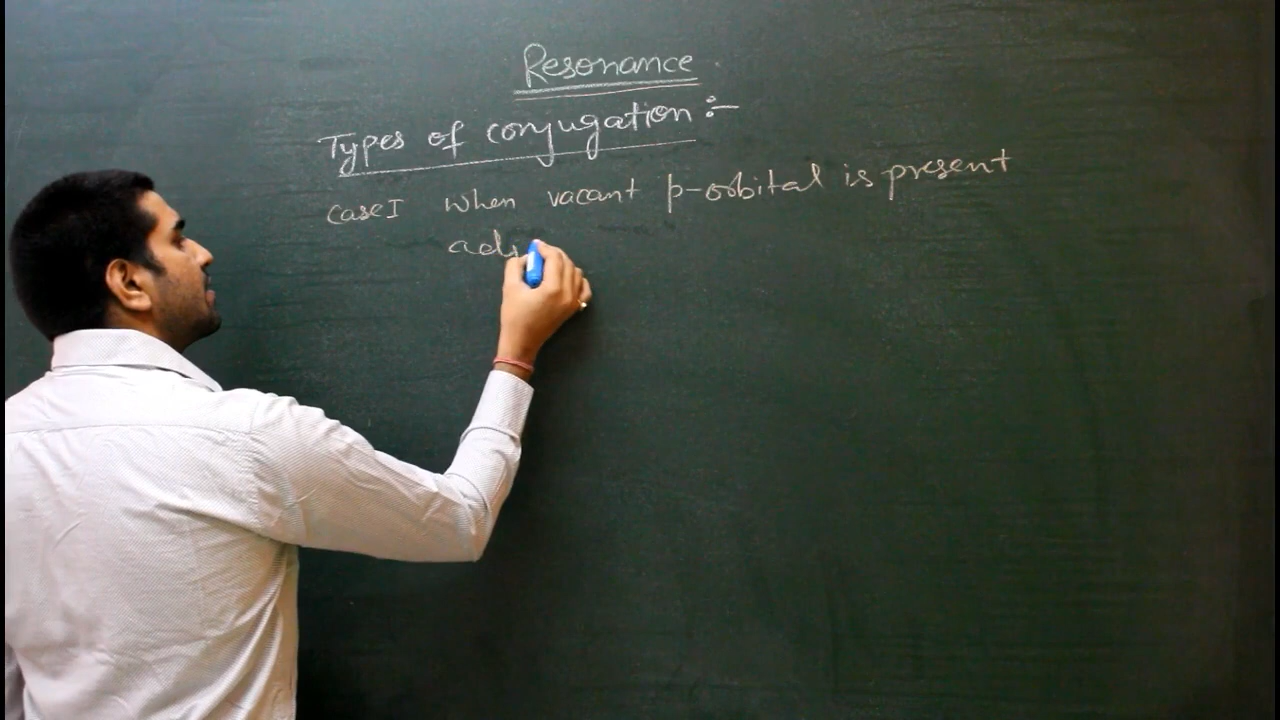 Resonance
Types of conjugation :-
case I when vacant p-orbital is present
adj